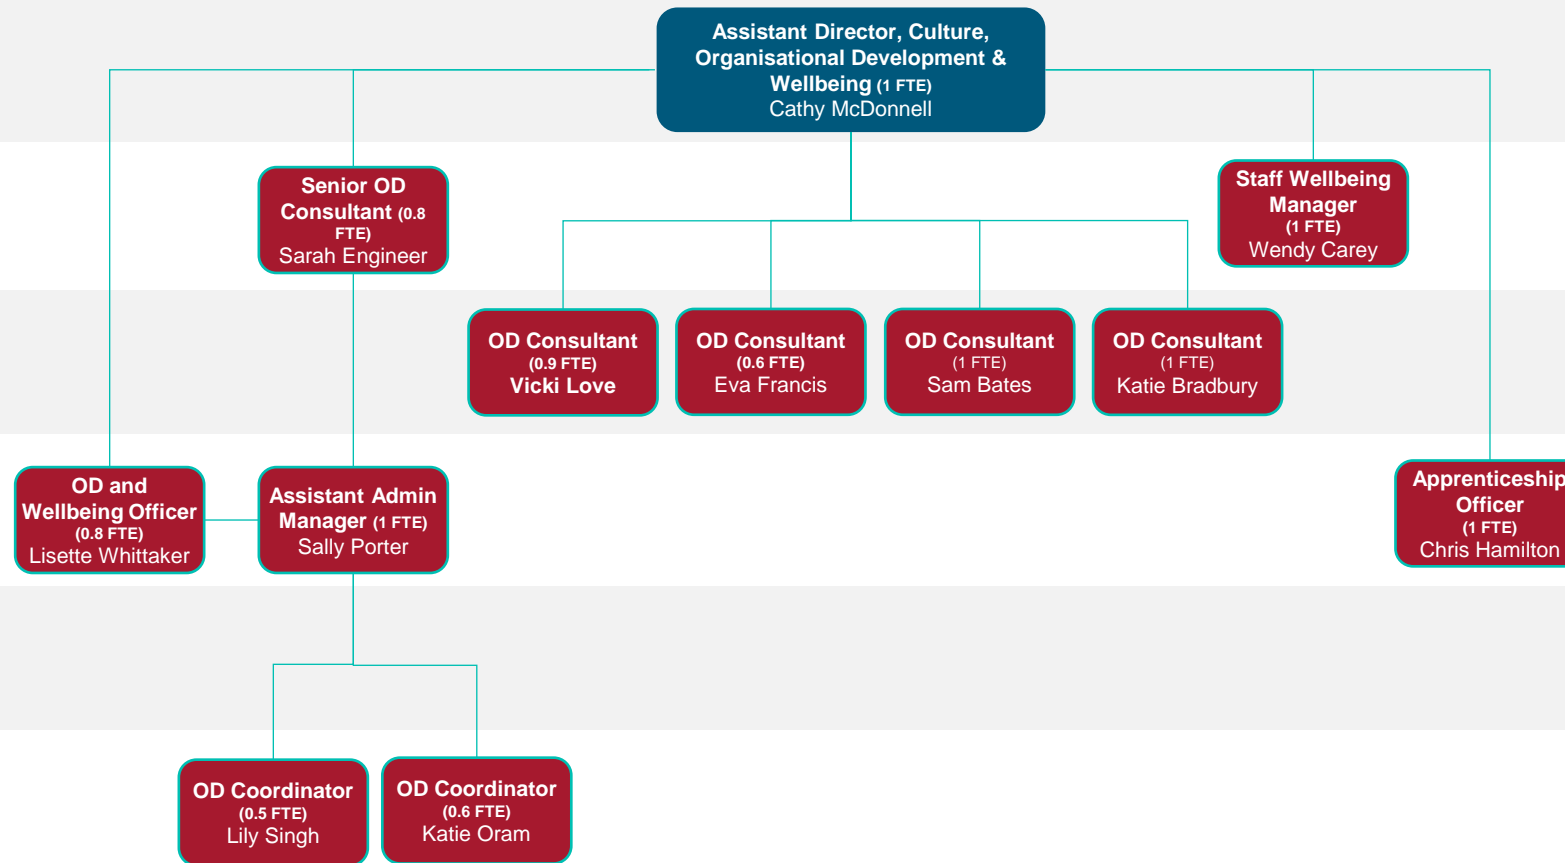 Assistant Director, Culture,
Organisational Development &
Wellbeing (1 FTE)
Cathy McDonnell
Senior OD
Consultant (0.8
FTE)
Sarah Engineer
Staff Wellbeing
Manager
(1 FTE)
Wendy Carey
OD Consultant
(0.9 FTE)
Vicki Love
OD Consultant
(0.6 FTE)
Eva Francis
OD Consultant
(1 FTE)
Sam Bates
OD Consultant
(1 FTE)
Katie Bradbury
OD and
Wellbeing Officer
(0.8 FTE)
Lisette Whittaker
Assistant Admin
Manager (1 FTE)
Sally Porter
Apprenticeship
Officer
(1 FTE)
Chris Hamilton
OD Coordinator
(0.5 FTE)
Lily Singh
OD Coordinator
(0.6 FTE)
Katie Oram